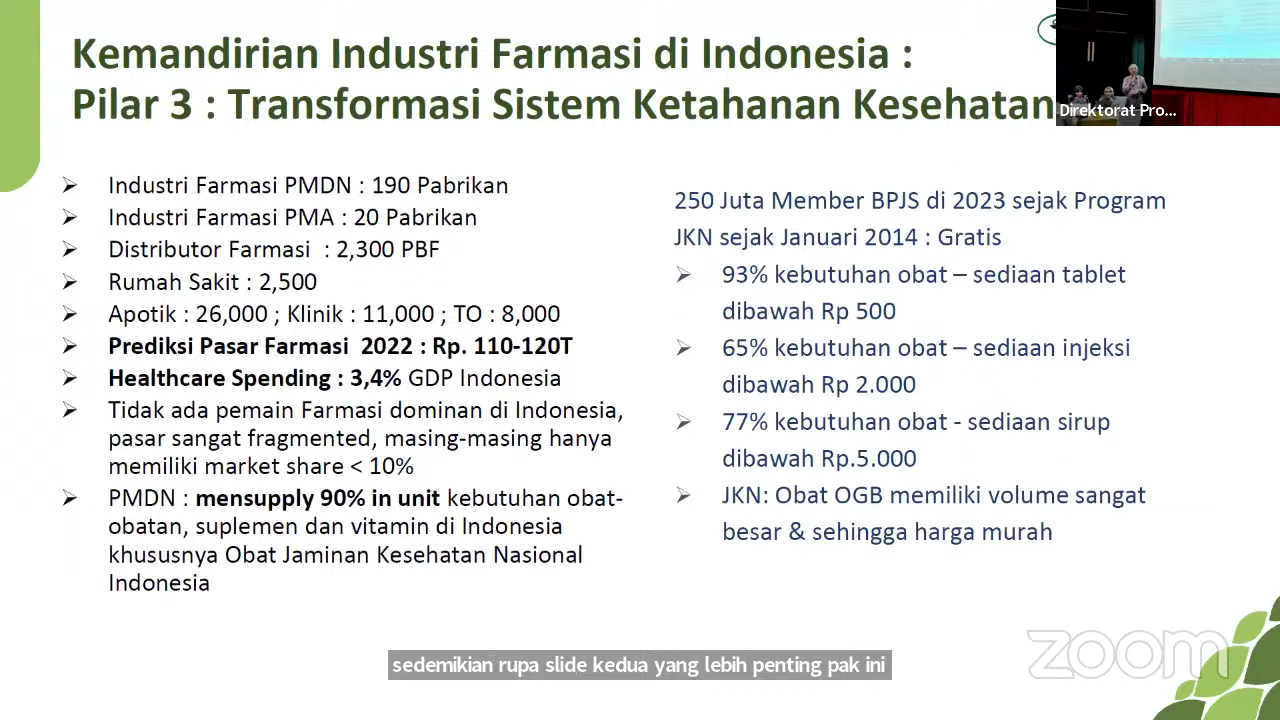 Kemandirian Industri Farmasi di Indonesia :
Pilar 3 : Transformasi Sistem Ketahanan Kesehatan
Direktorat Pro...
➢ Industri Farmasi PMDN : 190 Pabrikan
➢ Industri Farmasi PMA : 20 Pabrikan
➢ Distributor Farmasi : 2,300 PBF
➢ Rumah Sakit : 2,500
➢ Apotik : 26,000 ; Klinik : 11,000 ; TO : 8,000
➢ Prediksi Pasar Farmasi 2022 : Rp. 110-120T
➢ Healthcare Spending : 3,4% GDP Indonesia
➢ Tidak ada pemain Farmasi dominan di Indonesia,
pasar sangat fragmented, masing-masing hanya
memiliki market share < 10%
➢ PMDN : mensupply 90% in unit kebutuhan obat-
obatan, suplemen dan vitamin di Indonesia
khususnya Obat Jaminan Kesehatan Nasional
Indonesia
250 Juta Member BPJS di 2023 sejak Program
JKN sejak Januari 2014 : Gratis
➢ 93% kebutuhan obat – sediaan tablet
dibawah Rp 500
➢ 65% kebutuhan obat – sediaan injeksi
dibawah Rp 2.000
➢ 77% kebutuhan obat - sediaan sirup
dibawah Rp.5.000
➢ JKN: Obat OGB memiliki volume sangat
besar & sehingga harga murah
sedemikian rupa slide kedua yang lebih penting pak ini
zoom